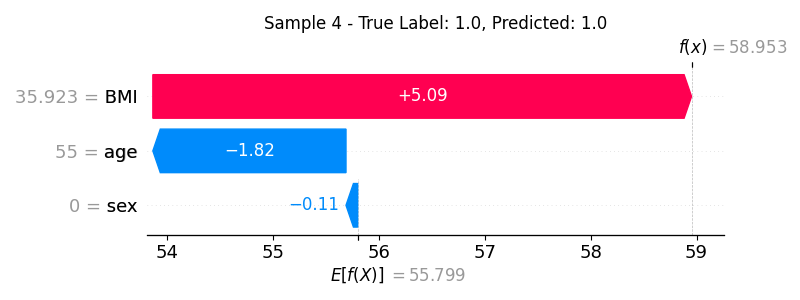 Sample 4 - True Label: 1.0, Predicted: 1.0
f(x) = 58.953
35.923 = BMI
+5.09
55 = age
−1.82
0 = sex
−0.11
54 55 56 57 58 59
E[f(X)] = 55.799